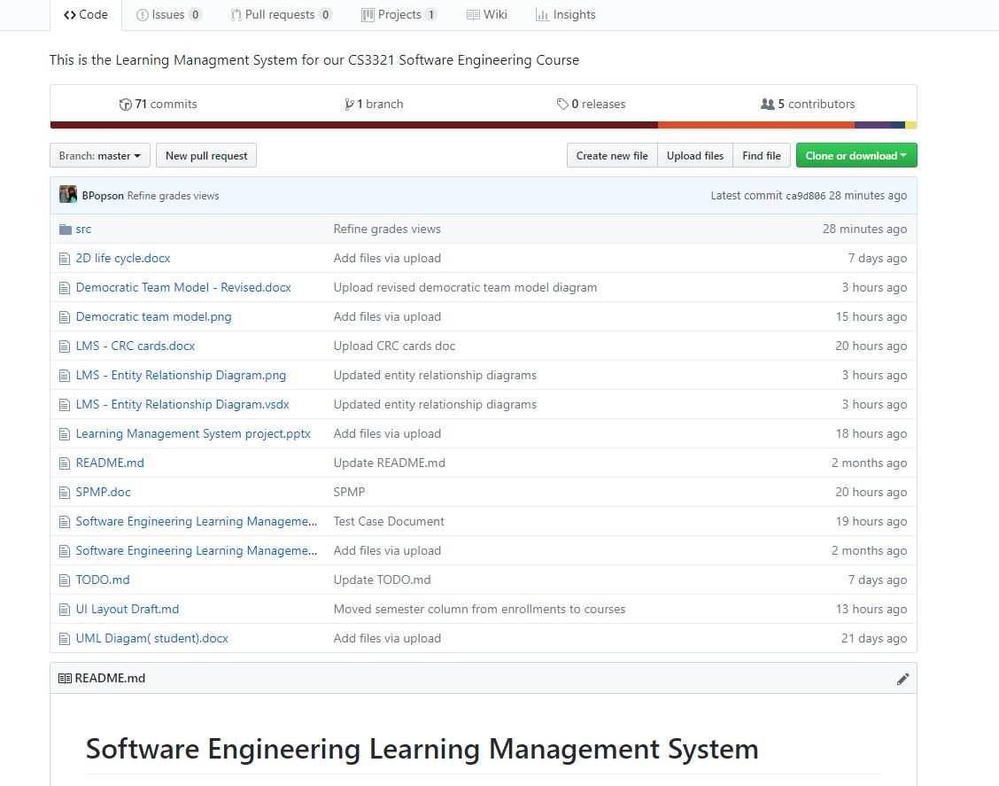 Code Issues 0 Pull requests 0 Projects 1 Wiki Insights
This is the Learning Managment System for our CS3321 Software Engineering Course
71 commits 1 branch 0 releases 5 contributors
Branch: master New pull request Create new file Upload files Find file Clone or download
BPopson Refine grades views Latest commit ca9d806 28 minutes ago
src Refine grades views 28 minutes ago
2D life cycle.docx Add files via upload 7 days ago
Democratic Team Model - Revised.docx Upload revised democratic team model diagram 3 hours ago
Democratic team model.png Add files via upload 15 hours ago
LMS - CRC cards.docx Upload CRC cards doc 20 hours ago
LMS - Entity Relationship Diagram.png Updated entity relationship diagrams 3 hours ago
LMS - Entity Relationship Diagram.vsdx Updated entity relationship diagrams 3 hours ago
Learning Management System project.pptx Add files via upload 18 hours ago
README.md Update README.md 2 months ago
SPMP.doc SPMP 20 hours ago
Software Engineering Learning Manageme... Test Case Document 19 hours ago
Software Engineering Learning Manageme... Add files via upload 2 months ago
TODO.md Update TODO.md 7 days ago
UI Layout Draft.md Moved semester column from enrollments to courses 13 hours ago
UML Diagam( student).docx Add files via upload 21 days ago
README.md
Software Engineering Learning Management System